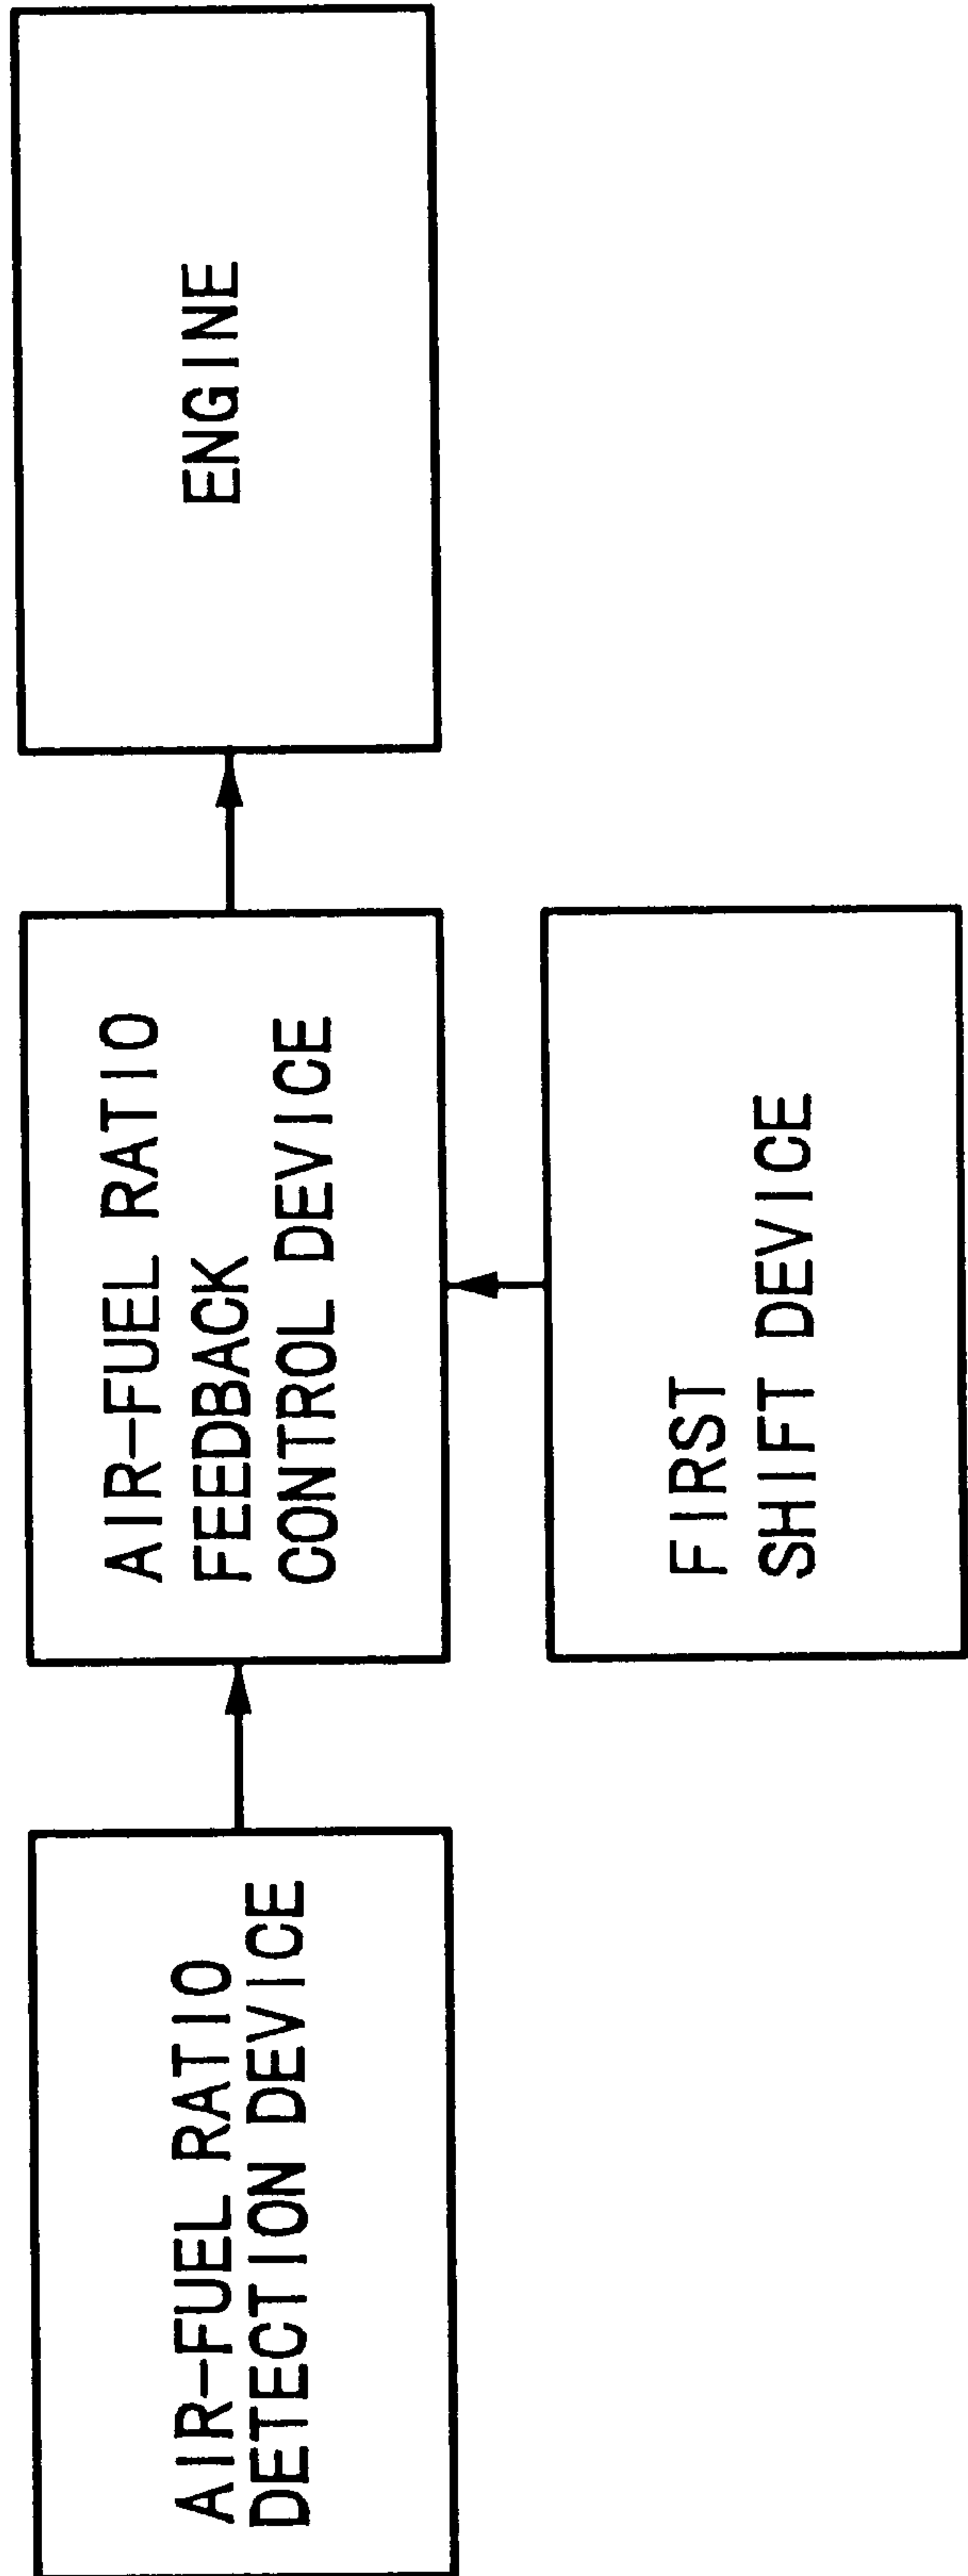 AIR-FUEL RATIO
DETECTION DEVICE
AIR-FUEL RATIO
FEEDBACK
CONTROL DEVICE
ENGINE
FIRST
SHIFT DEVICE